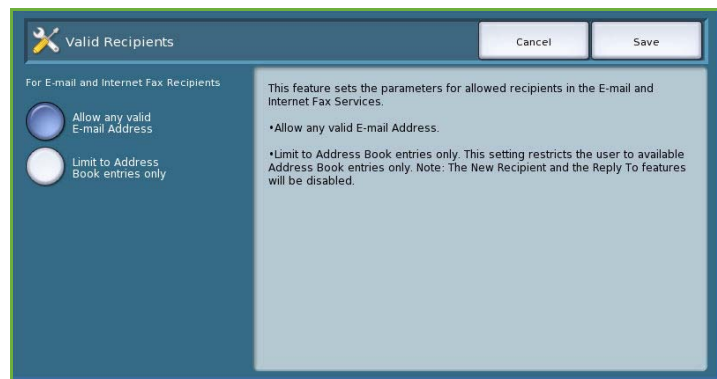 Valid Recipients
Cancel
Save
For E-mail and Internet Fax Recipients
Allow any valid
E-mail Address
Limit to Address
Book entries only
This feature sets the parameters for allowed recipients in the E-mail and
Internet Fax Services.
•Allow any valid E-mail Address.
•Limit to Address Book entries only. This setting restricts the user to available
Address Book entries only. Note: The New Recipient and the Reply To features
will be disabled.